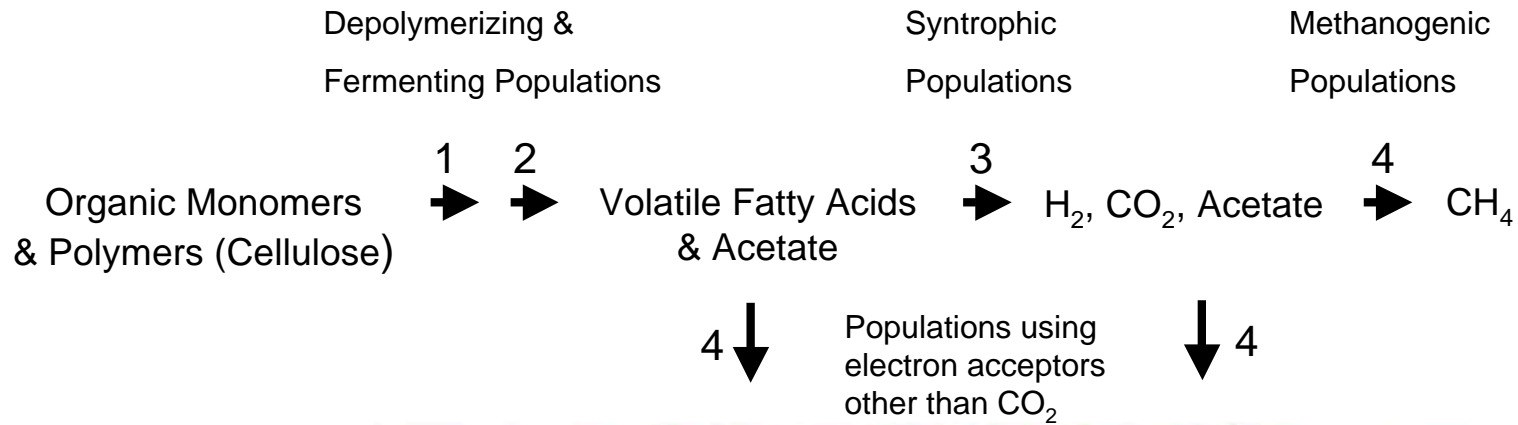 Depolymerizing &
Fermenting Populations
Syntrophic
Populations
Methanogenic
Populations
1 2 3 4
Organic Monomers
& Polymers (Cellulose)
Volatile Fatty Acids
& Acetate
H₂, CO₂, Acetate
CH₄
4
Populations using
electron acceptors
other than CO₂
4